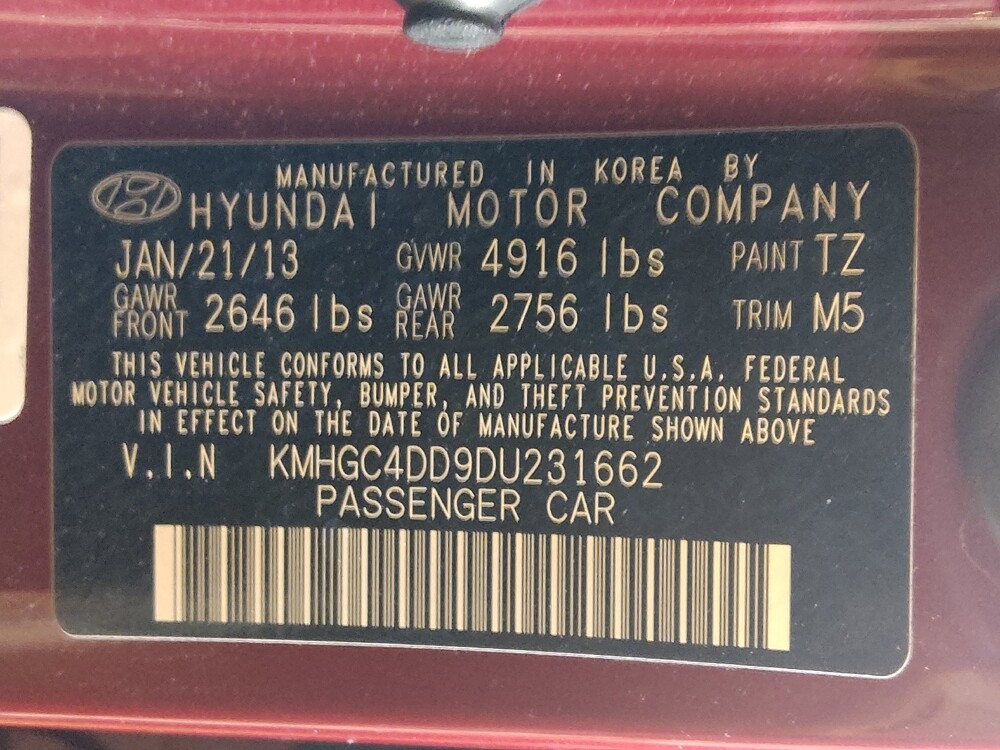 MANUFACTURED IN KOREA BY
HYUNDAI MOTOR COMPANY
JAN/21/13 GVWR 4916 lbs PAINT TZ
GAWR FRONT 2646 lbs GAWR REAR 2756 lbs TRIM M5
THIS VEHICLE CONFORMS TO ALL APPLICABLE U.S.A. FEDERAL
MOTOR VEHICLE SAFETY, BUMPER, AND THEFT PREVENTION STANDARDS
IN EFFECT ON THE DATE OF MANUFACTURE SHOWN ABOVE
V.I.N KMHGC4DD9DU231662
PASSENGER CAR